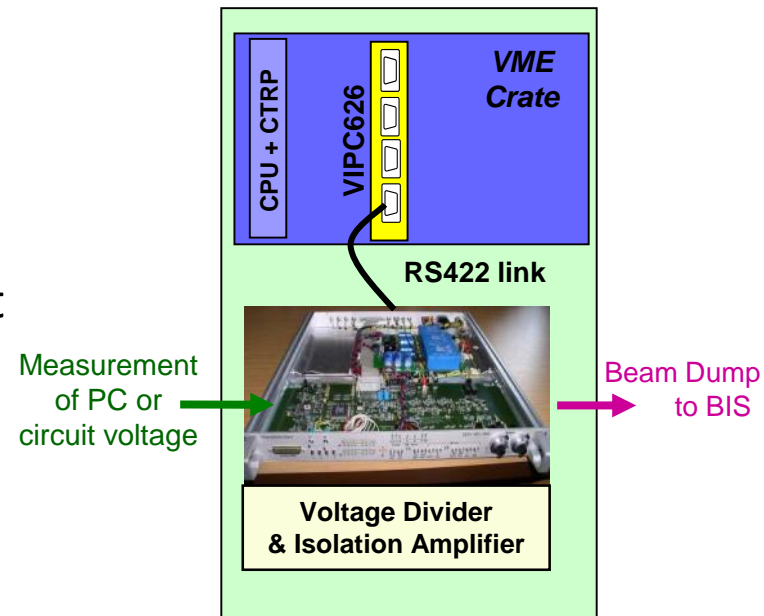 VME
Crate
CPU + CTRP
VIPC626
RS422 link
t
Measurement
of PC or
circuit voltage
Beam Dump
to BIS
Voltage Divider
& Isolation Amplifier